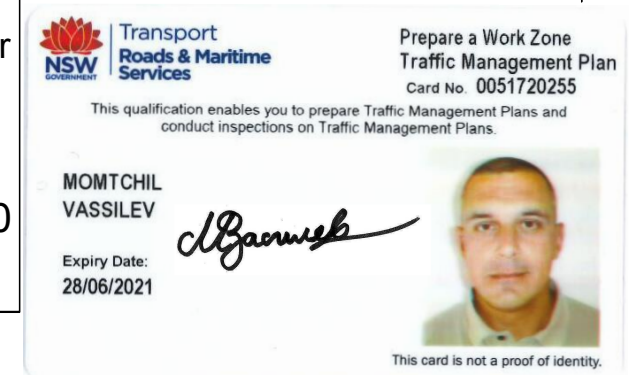 r
0
NSW
GOVERNMENT
Transport
Roads & Maritime
Services
Prepare a Work Zone
Traffic Management Plan
Card No. 0051720255
This qualification enables you to prepare Traffic Management Plans and
conduct inspections on Traffic Management Plans.
MOMTCHIL
VASSILEV
Expiry Date:
28/06/2021
This card is not a proof of identity.